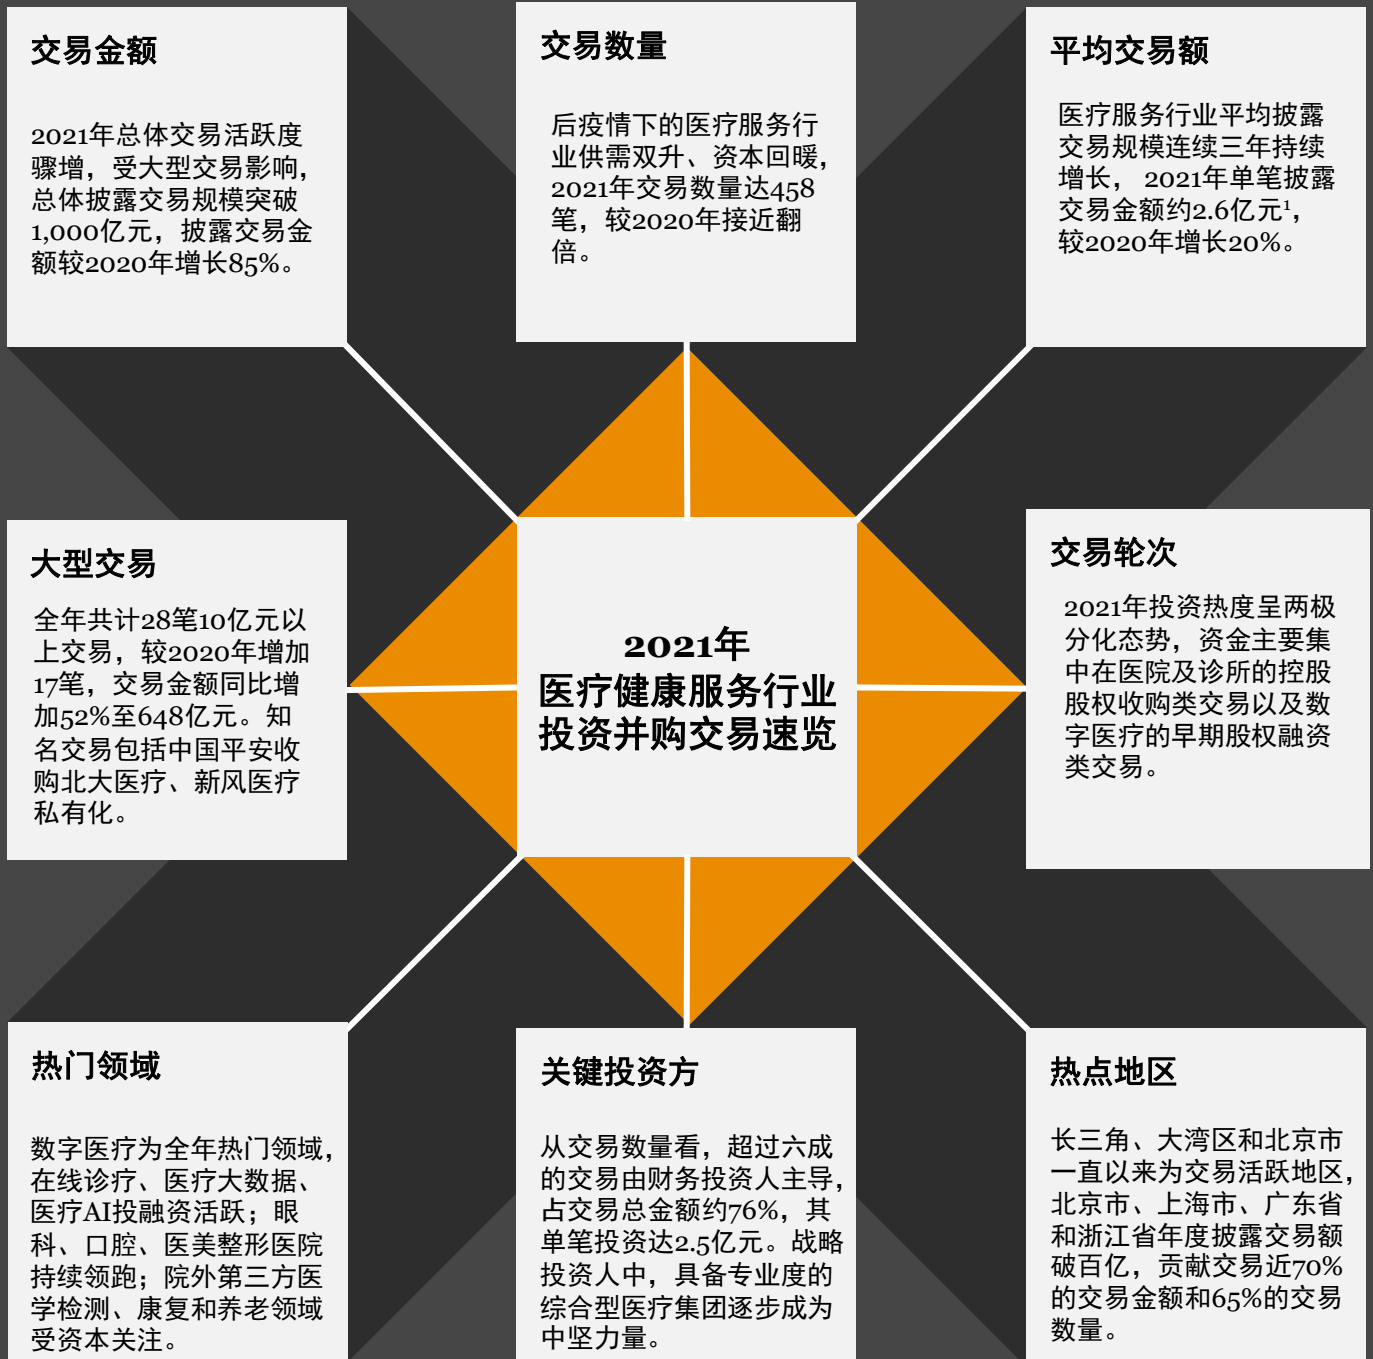 交易金额
2021年总体交易活跃度
骤增，受大型交易影响，
总体披露交易规模突破
1,000亿元，披露交易金
额较2020年增长85%。
交易数量
后疫情下的医疗服务行
业供需双升、资本回暖，
2021年交易数量达458
笔，较2020年接近翻
倍。
平均交易额
医疗服务行业平均披露
交易规模连续三年持续
增长， 2021年单笔披露
交易金额约2.6亿元¹，
较2020年增长20%。
大型交易
全年共计28笔10亿元以
上交易，较2020年增加
17笔，交易金额同比增
加52%至648亿元。知
名交易包括中国平安收
购北大医疗、新风医疗
私有化。
2021年
医疗健康服务行业
投资并购交易速览
交易轮次
2021年投资热度呈两极
分化态势，资金主要集
中在医院及诊所的控股
股权收购类交易以及数
字医疗的早期股权融资
类交易。
热门领域
数字医疗为全年热门领域，
在线诊疗、医疗大数据、
医疗AI投融资活跃；眼
科、口腔、医美整形医院
持续领跑；院外第三方医
学检测、康复和养老领域
受资本关注。
关键投资方
从交易数量看，超过六成
的交易由财务投资人主导，
占交易总金额约76%，其
单笔投资达2.5亿元。战略
投资人中，具备专业度的
综合型医疗集团逐步成为
中坚力量。
热点地区
长三角、大湾区和北京市
一直以来为交易活跃地区，
北京市、上海市、广东省
和浙江省年度披露交易额
破百亿，贡献交易近70%
的交易金额和65%的交易
数量。